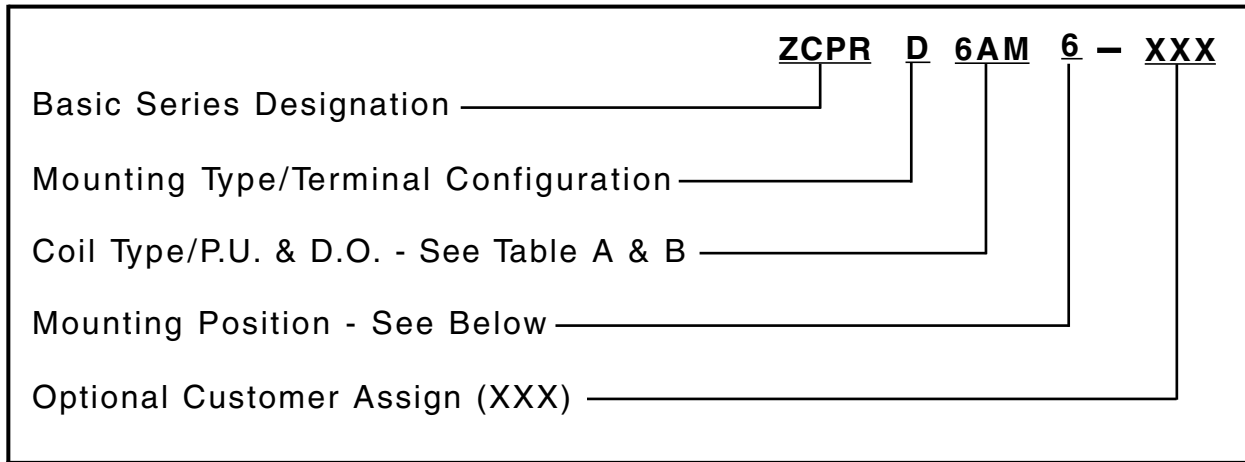 ZCPR D 6AM 6 – XXX
Basic Series Designation
Mounting Type/Terminal Configuration
Coil Type/P.U. & D.O. - See Table A & B
Mounting Position - See Below
Optional Customer Assign (XXX)